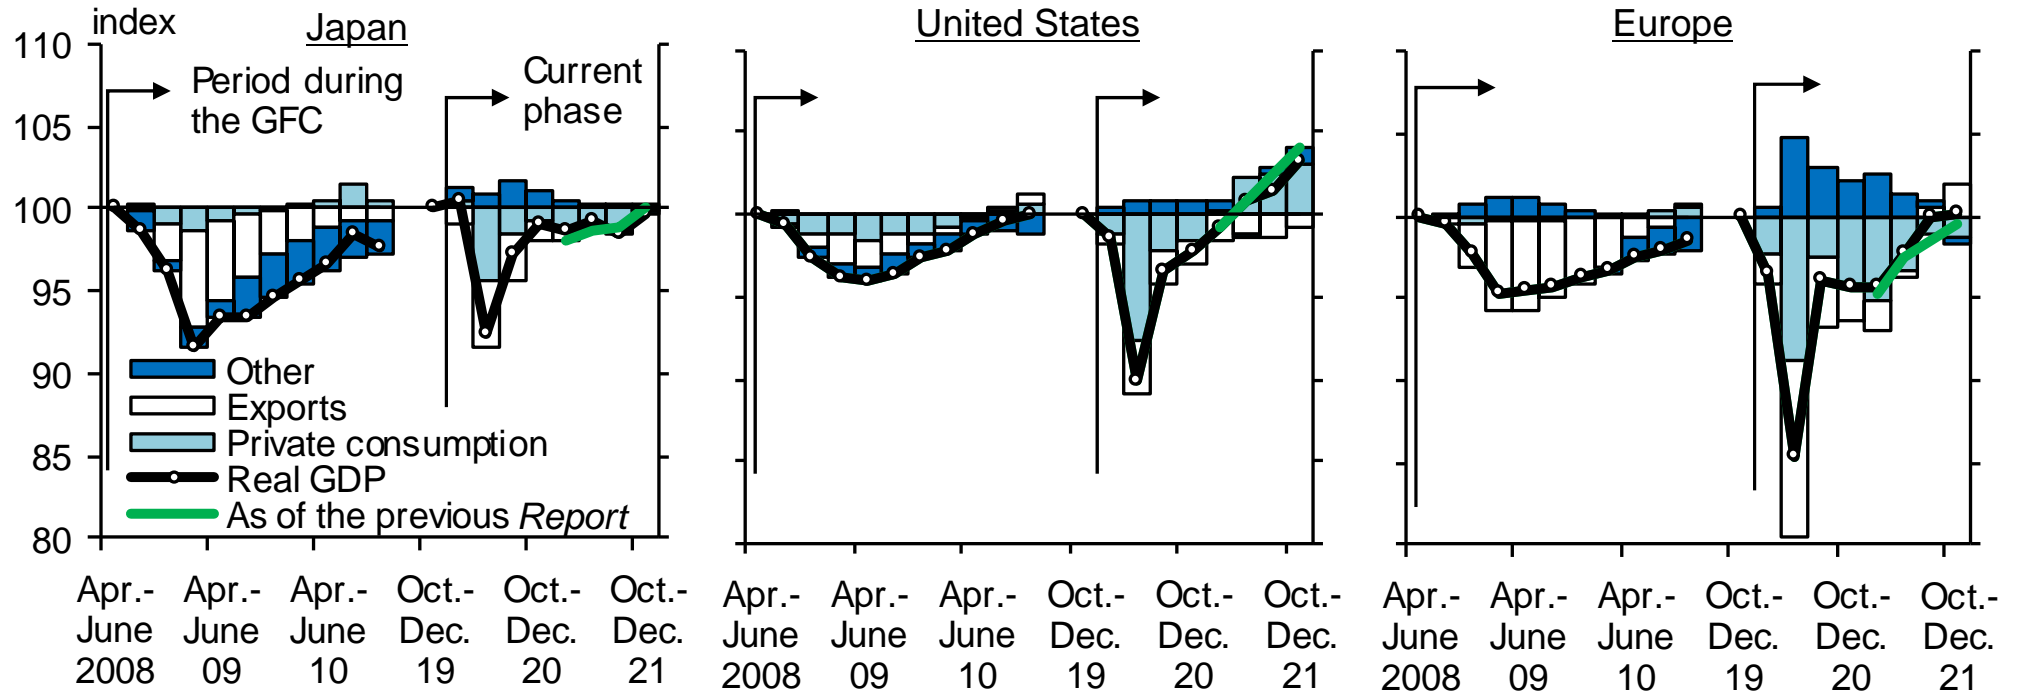 index
Japan
United States
Europe
110
105
100
95
90
85
80
Period during
the GFC
Current
phase
Other
Exports
Private consumption
Real GDP
As of the previous Report
Apr.- Apr.- Apr.- Oct.- Oct.- Oct.-
June June June Dec. Dec. Dec.
2008 09 10 19 20 21
Apr.- Apr.- Apr.- Oct.- Oct.- Oct.-
June June June Dec. Dec. Dec.
2008 09 10 19 20 21
Apr.- Apr.- Apr.- Oct.- Oct.- Oct.-
June June June Dec. Dec. Dec.
2008 09 10 19 20 21